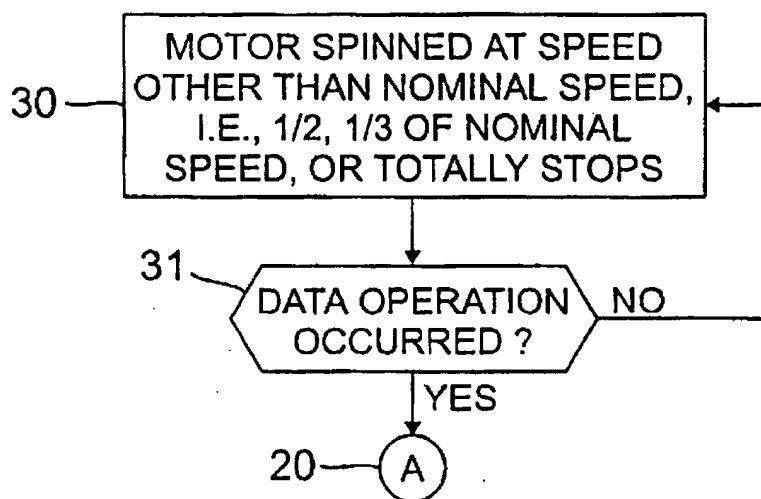 MOTOR SPINNED AT SPEED
OTHER THAN NOMINAL SPEED,
I.E., 1/2, 1/3 OF NOMINAL
SPEED, OR TOTALLY STOPS
30
31
DATA OPERATION
OCCURRED ?
NO
YES
20
A